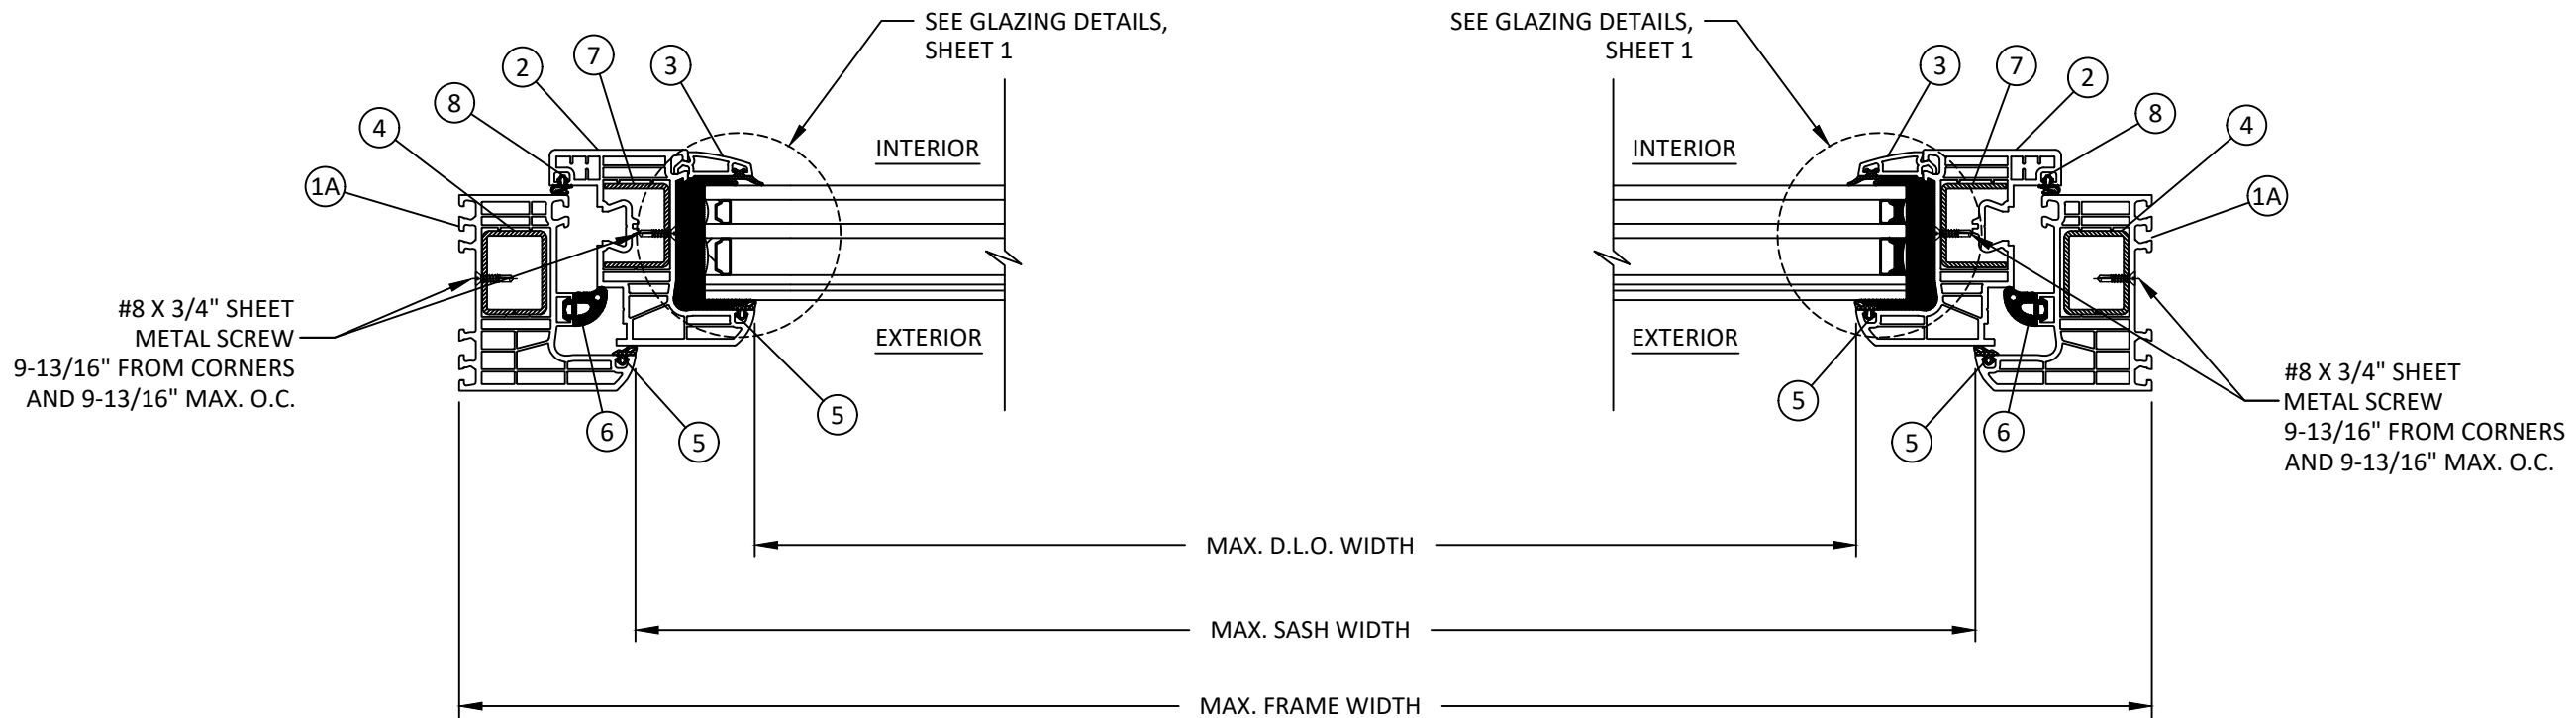 SEE GLAZING DETAILS,
SHEET 1
2
7
3
8
4
1A
INTERIOR
EXTERIOR
#8 X 3/4" SHEET
METAL SCREW
9-13/16" FROM CORNERS
AND 9-13/16" MAX. O.C.
6
5
5
SEE GLAZING DETAILS,
SHEET 1
3
7
2
8
4
1A
INTERIOR
EXTERIOR
5
5
6
#8 X 3/4" SHEET
METAL SCREW
9-13/16" FROM CORNERS
AND 9-13/16" MAX. O.C.
MAX. D.L.O. WIDTH
MAX. SASH WIDTH
MAX. FRAME WIDTH